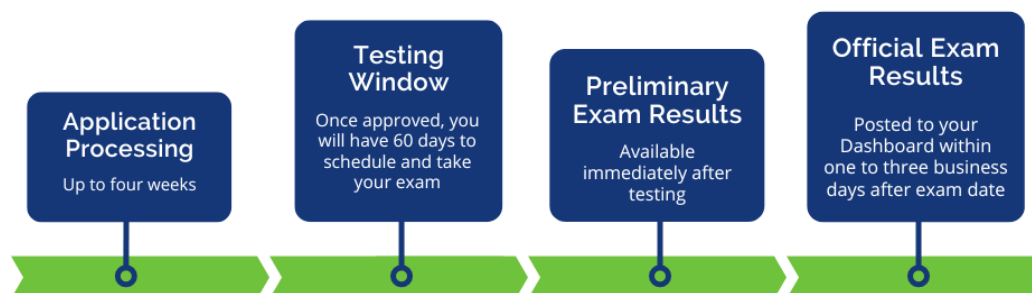 Application
Processing
Up to four weeks
Testing
Window
Once approved, you
will have 60 days to
schedule and take
your exam
Preliminary
Exam Results
Available
immediately after
testing
Official Exam
Results
Posted to your
Dashboard within
one to three business
days after exam date